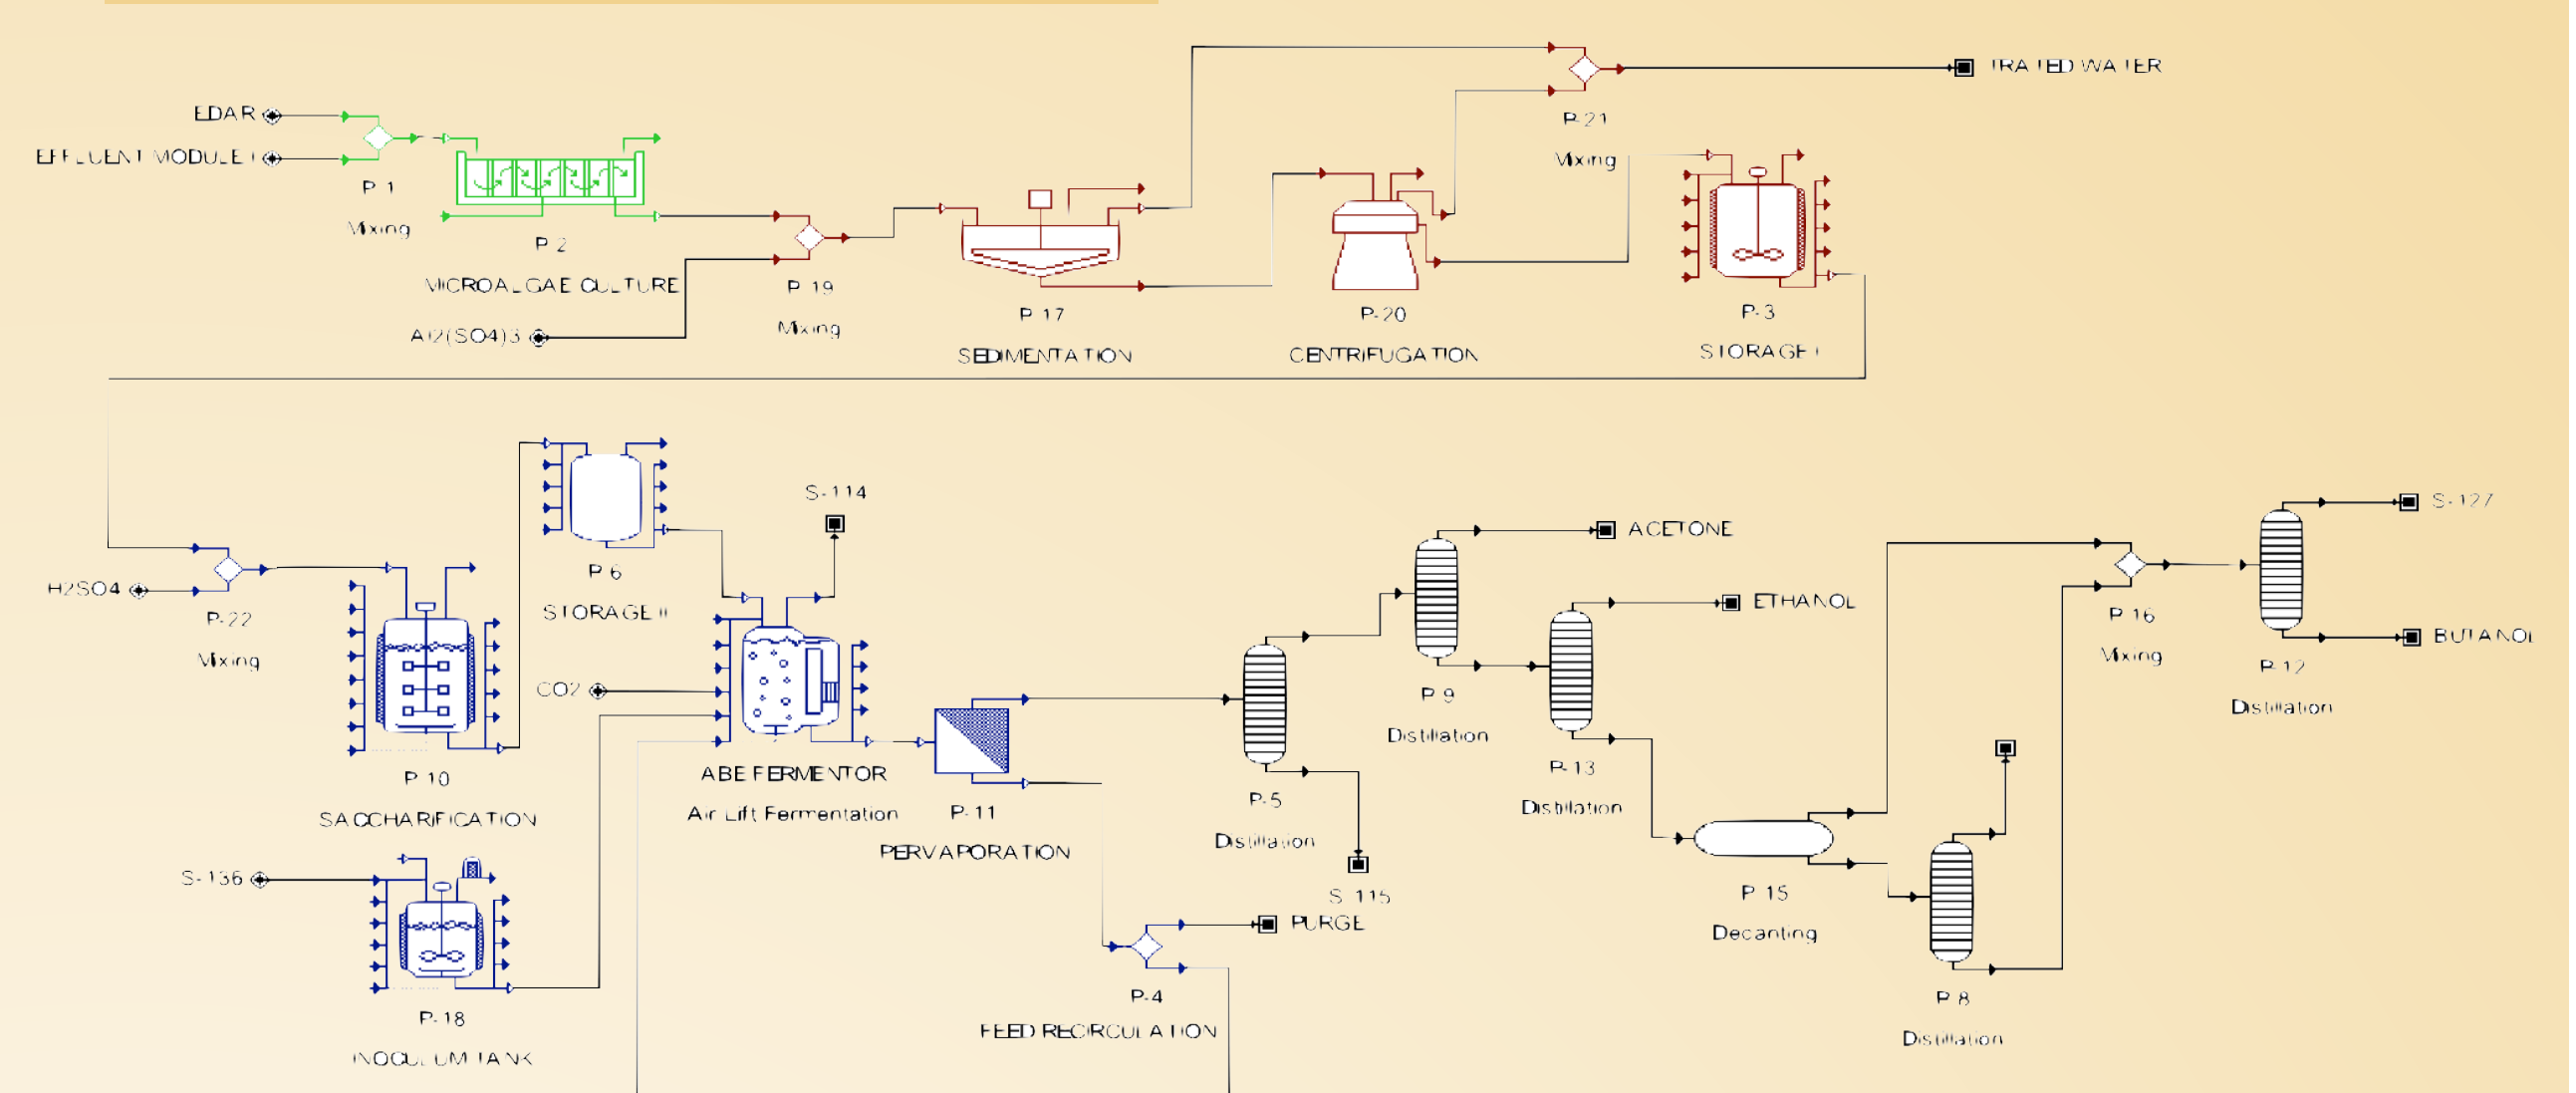 TRATED WATER
EDAR
P-21
EFFLUENT MODULE I
Mixing
P-1
Mixing
P-2
MICROALGAE CULTURE
P-19
Al2(SO4)3
Mixing
P-17
SEDIMENTATION
P-20
CENTRIFUGATION
P-3
STORAGE I
S-114
S-127
ACETONE
P-6
H2SO4
STORAGE II
ETHANOL
P-22
P-16
BUTANOL
Mixing
Mixing
P-12
CO2
P-9
Distillation
Distillation
P-10
ABE FERMENTOR
P-13
SACCHARIFICATION
Air Lift Fermentation
P-11
P-5
Distillation
PERVAPORATION
Distillation
S-136
S-115
P-15
PURGE
Decanting
P-4
P-8
P-18
FEED RECIRCULATION
Distillation
INOCULUM TANK